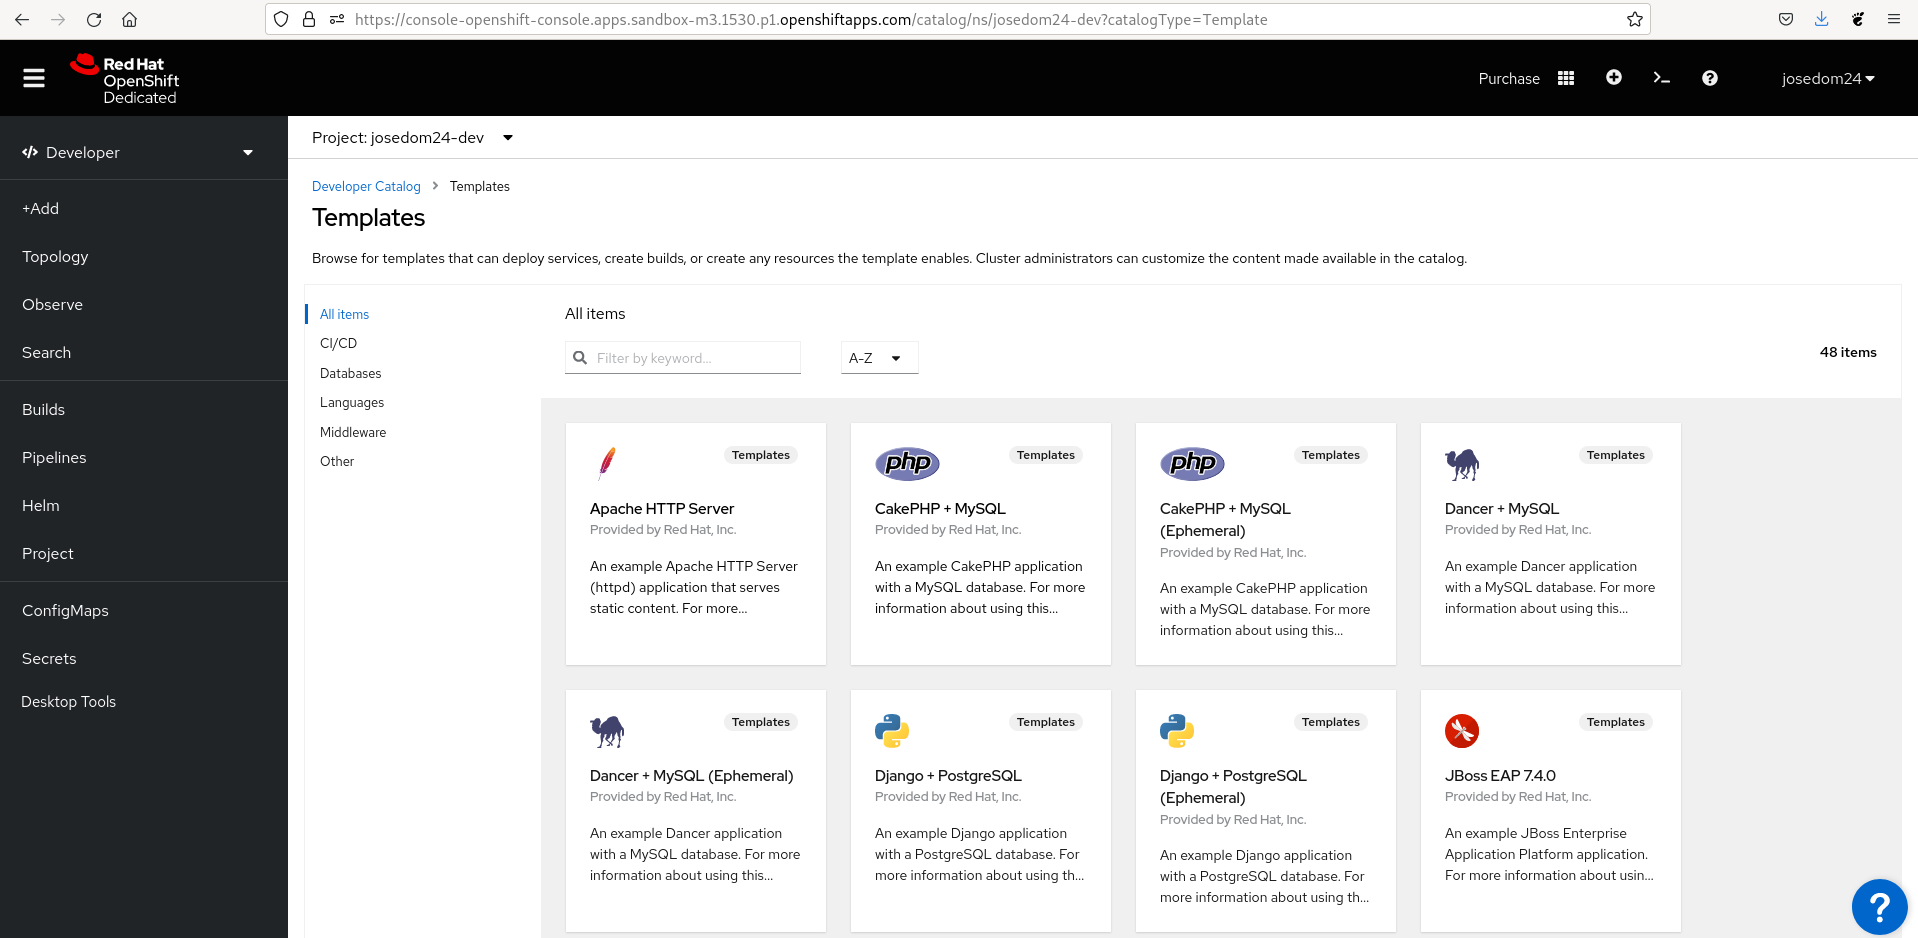 https://console-openshift-console.apps.sandbox-m3.1530.p1.openshiftapps.com/catalog/ns/josedom24-dev?catalogType=Template
Red Hat
OpenShift
Dedicated
Purchase
josedom24
Developer
+Add
Topology
Observe
Search
Builds
Pipelines
Helm
Project
ConfigMaps
Secrets
Desktop Tools
Project: josedom24-dev
Developer Catalog > Templates
Templates
Browse for templates that can deploy services, create builds, or create any resources the template enables. Cluster administrators can customize the content made available in the catalog.
All items
CI/CD
Databases
Languages
Middleware
Other
All items
Filter by keyword...
A-Z
48 items
Templates
Apache HTTP Server
Provided by Red Hat, Inc.
An example Apache HTTP Server
(httpd) application that serves
static content. For more...
php
Templates
CakePHP + MySQL
Provided by Red Hat, Inc.
An example CakePHP application
with a MySQL database. For more
information about using this...
php
Templates
CakePHP + MySQL
(Ephemeral)
Provided by Red Hat, Inc.
An example CakePHP application
with a MySQL database. For more
information about using this...
Templates
Dancer + MySQL
Provided by Red Hat, Inc.
An example Dancer application
with a MySQL database. For more
information about using this...
Templates
Dancer + MySQL (Ephemeral)
Provided by Red Hat, Inc.
An example Dancer application
with a MySQL database. For more
information about using this...
Templates
Django + PostgreSQL
Provided by Red Hat, Inc.
An example Django application
with a PostgreSQL database. For
more information about using th...
Templates
Django + PostgreSQL
(Ephemeral)
Provided by Red Hat, Inc.
An example Django application
with a PostgreSQL database. For
more information about using th...
Templates
JBoss EAP 7.4.0
Provided by Red Hat, Inc.
An example JBoss Enterprise
Application Platform application.
For more information about usin...
?